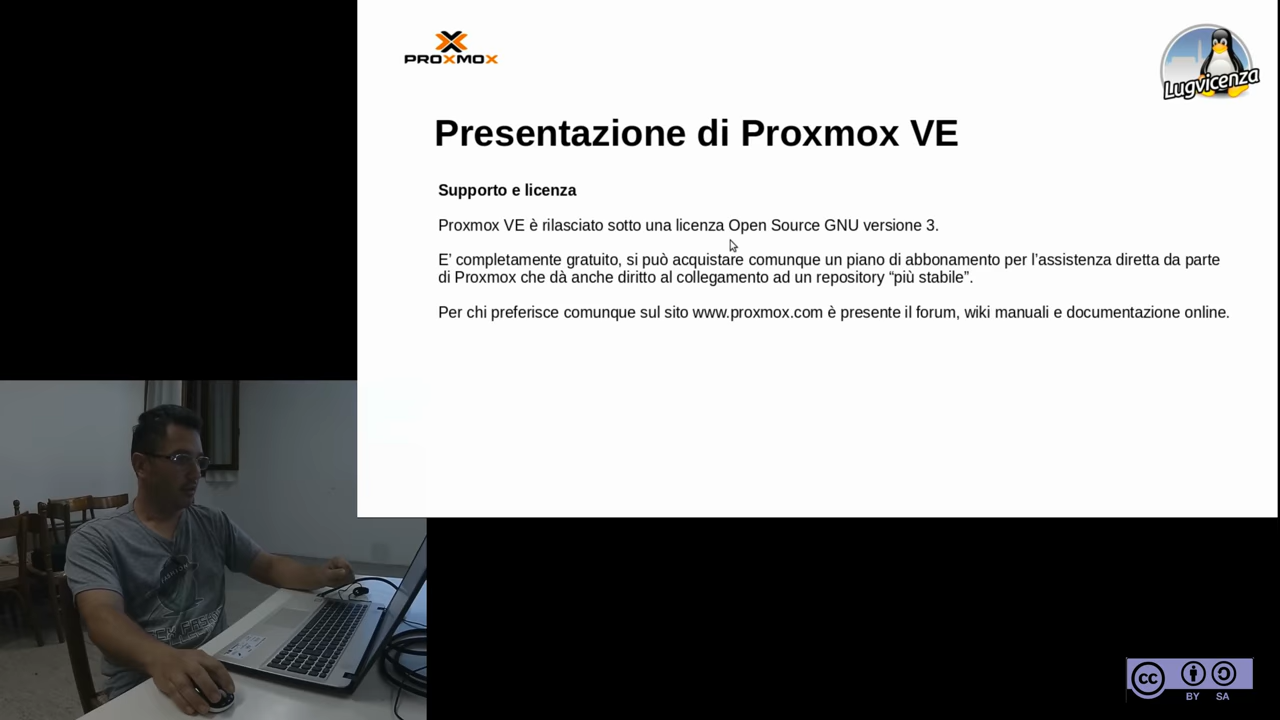 PROXMOX
Lugvicenza
Presentazione di Proxmox VE
Supporto e licenza
Proxmox VE è rilasciato sotto una licenza Open Source GNU versione 3.
E’ completamente gratuito, si può acquistare comunque un piano di abbonamento per l’assistenza diretta da parte
di Proxmox che dà anche diritto al collegamento ad un repository “più stabile”.
Per chi preferisce comunque sul sito www.proxmox.com è presente il forum, wiki manuali e documentazione online.
cc
BY SA